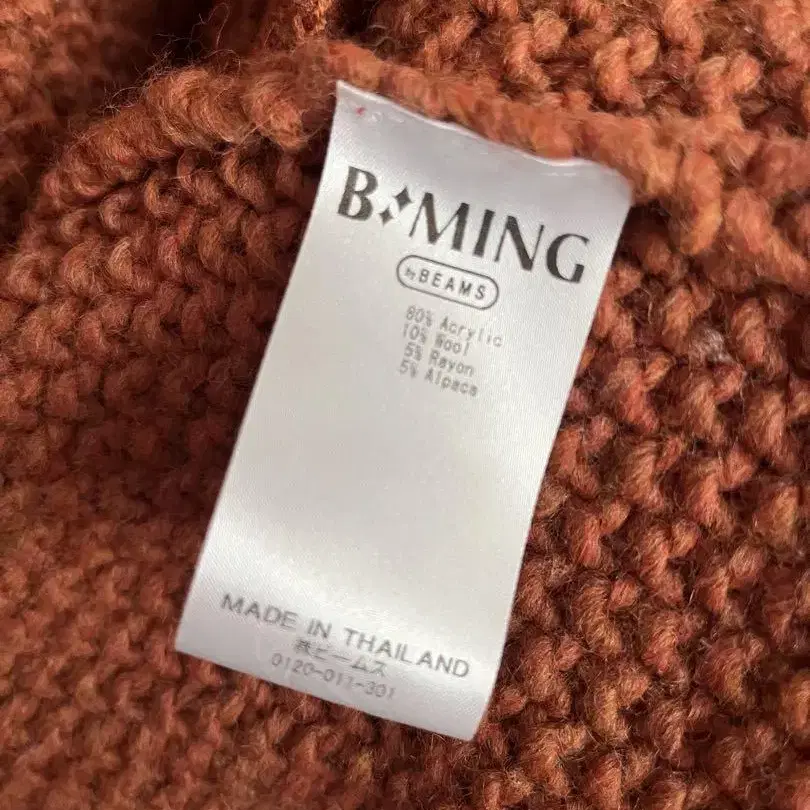 B:MING
by BEAMS
80% Acrylic
10% Wool
5% Rayon
5% Alpaca
MADE IN THAILAND
㈱ビームス
0120-011-301